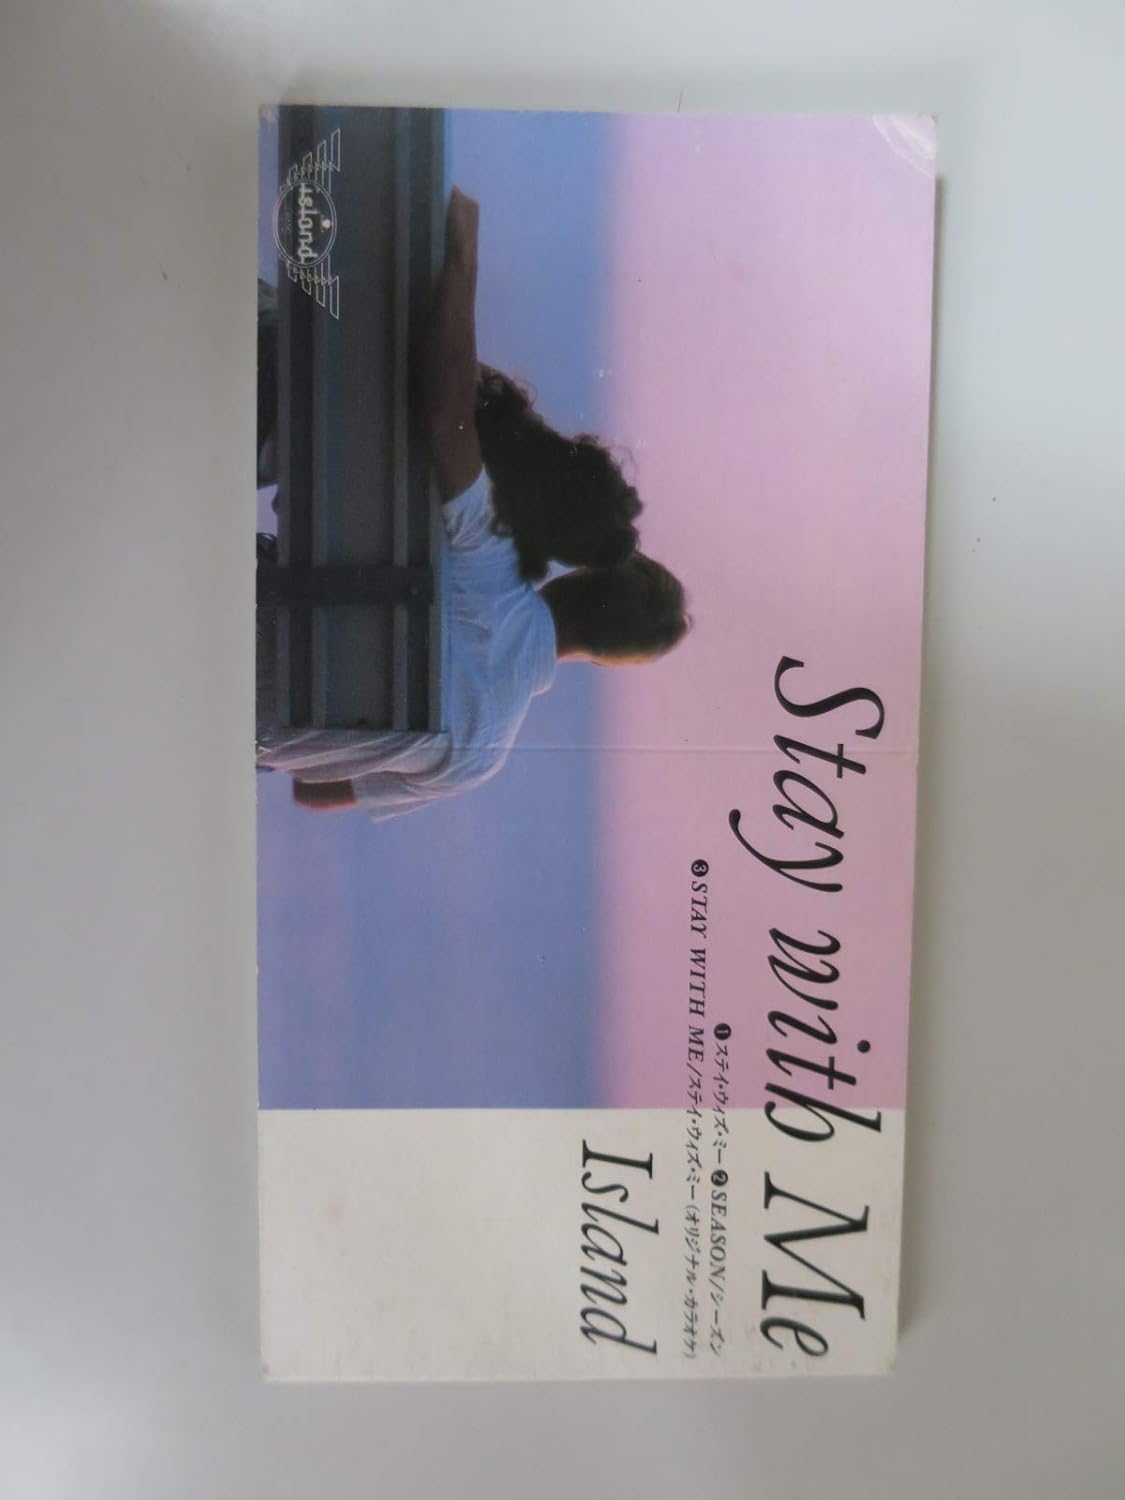 Stay with Me
❶ステイ・ウィズ・ミー ❷SEASON/シーズン
❸STAY WITH ME/ステイ・ウィズ・ミー(オリジナル・カラオケ)
Island
island